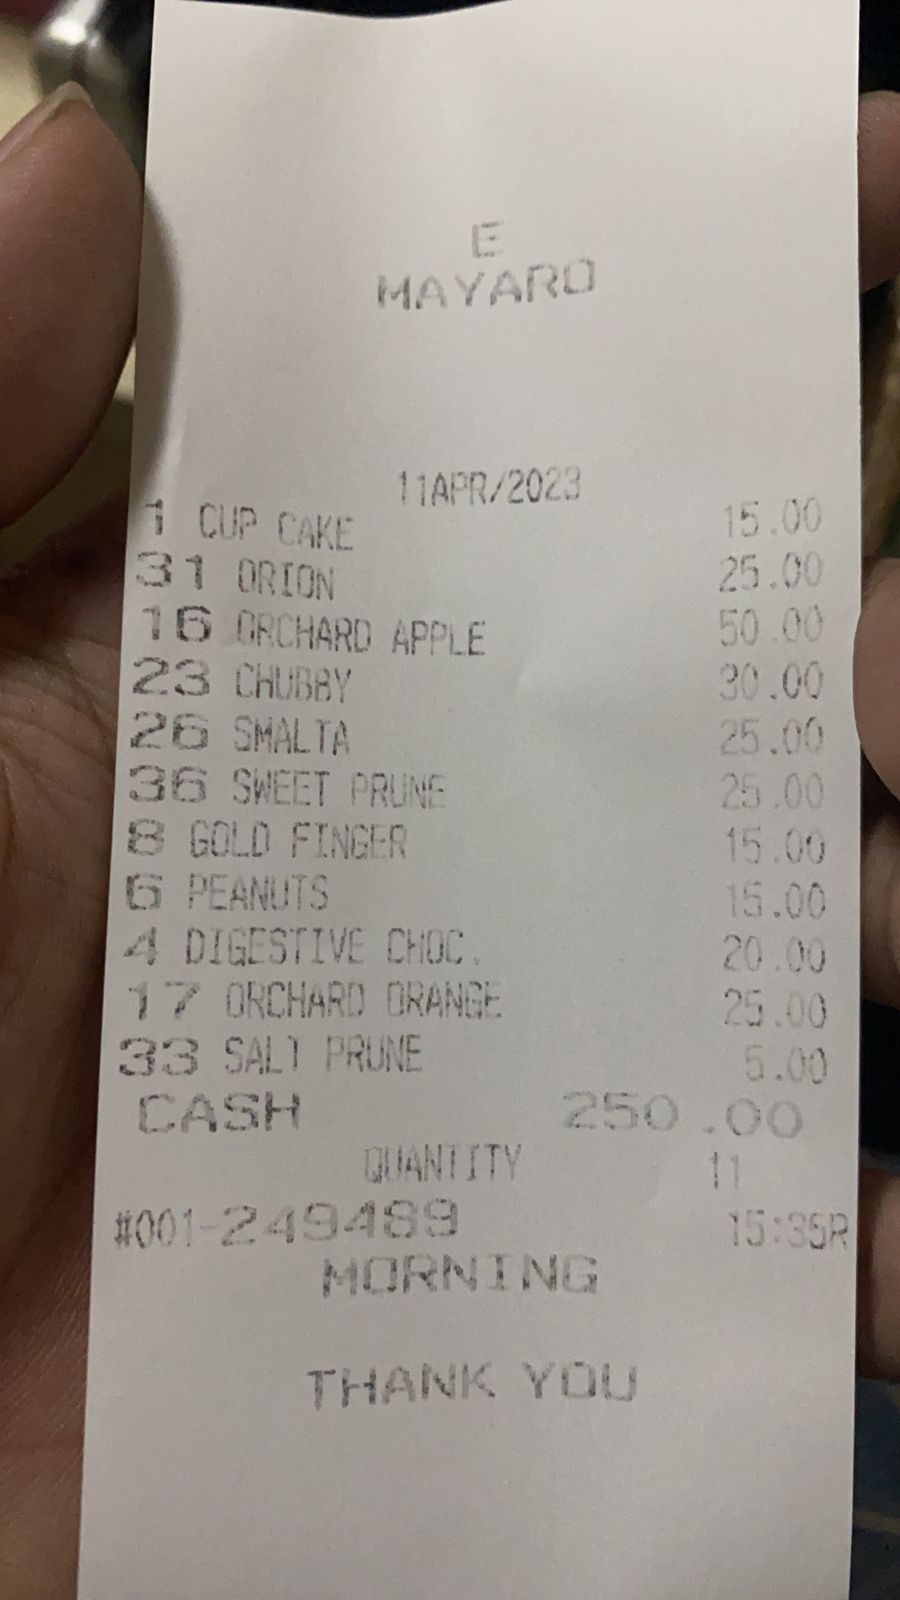 E
MAYARO
11APR/2023
1 CUP CAKE 15.00
31 ORION 25.00
16 ORCHARD APPLE 50.00
23 CHUBBY 30.00
26 SMALTA 25.00
36 SWEET PRUNE 25.00
8 GOLD FINGER 15.00
6 PEANUTS 15.00
4 DIGESTIVE CHOC. 20.00
17 ORCHARD ORANGE 25.00
33 SALT PRUNE 5.00
CASH 250.00
QUANTITY 11
#001-249489 15:35R
MORNING
THANK YOU